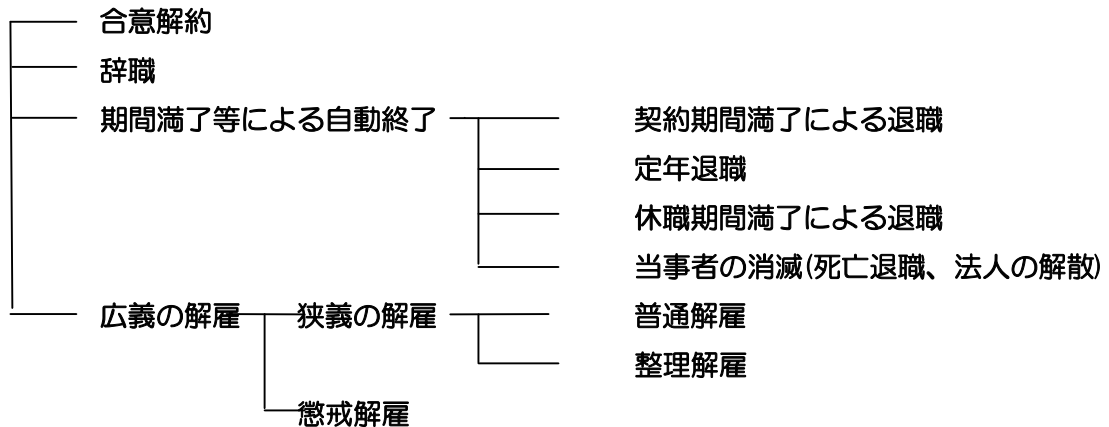 合意解約
辞職
期間満了等による自動終了 契約期間満了による退職
定年退職
休職期間満了による退職
当事者の消滅(死亡退職、法人の解散)
広義の解雇 狭義の解雇 普通解雇
整理解雇
懲戒解雇